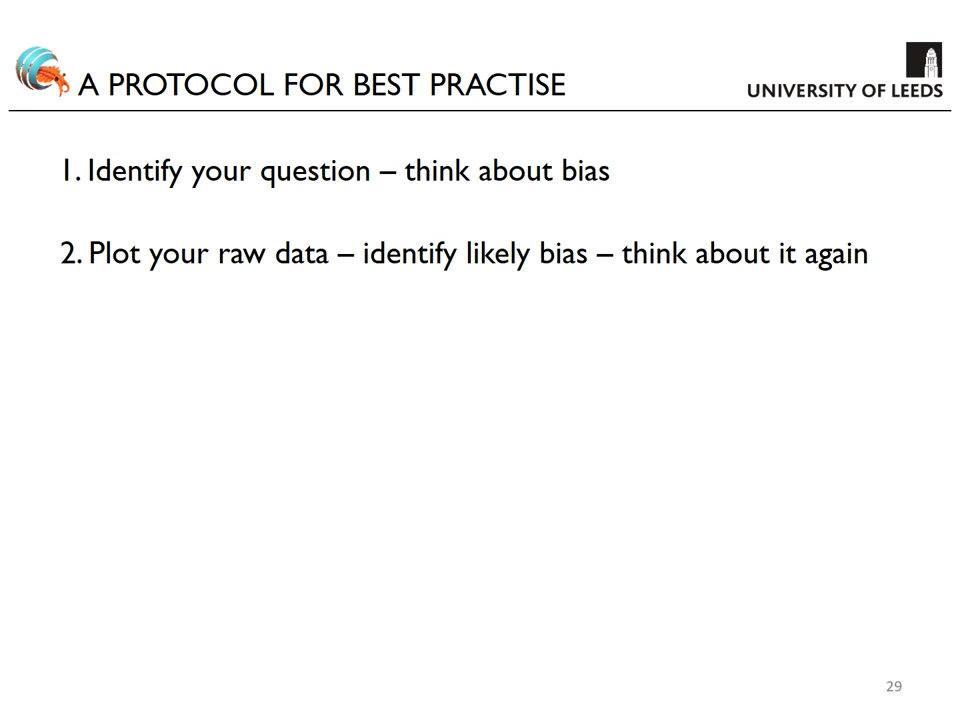 A PROTOCOL FOR BEST PRACTISE
UNIVERSITY OF LEEDS
1. Identify your question – think about bias
2. Plot your raw data – identify likely bias – think about it again
29